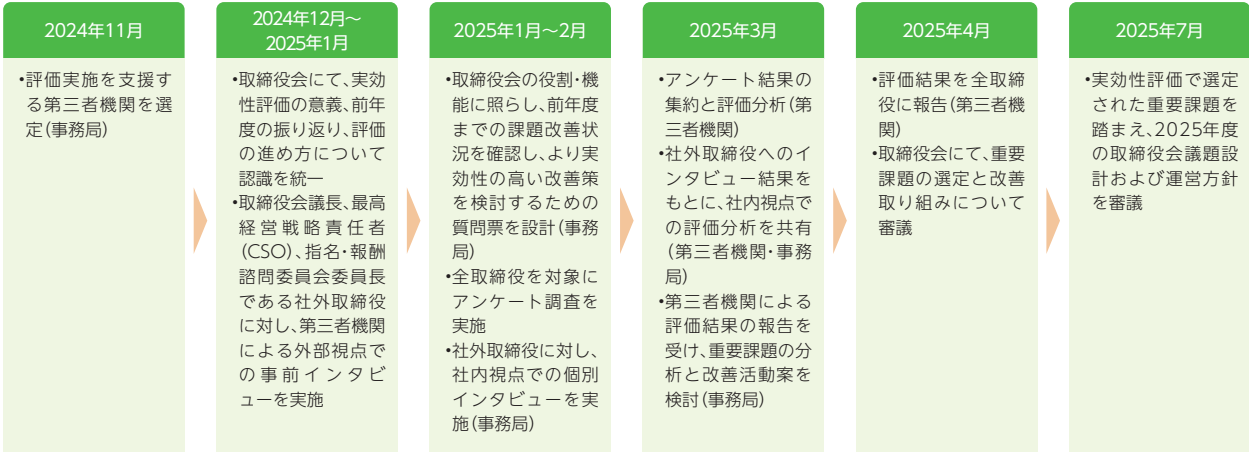 2024年11月
•評価実施を支援す
る第三者機関を選
定(事務局)
2024年12月～
2025年1月
•取締役会にて、実効
性評価の意義、前年
度の振り返り、評価
の進め方について
認識を統一
•取締役会議長、最高
経営戦略責任者
(CSO)、指名・報酬
諮問委員会委員長
である社外取締役
に対し、第三者機関
による外部視点で
の事前インタビ
ューを実施
2025年1月～2月
•取締役会の役割・機
能に照らし、前年度
までの課題改善状
況を確認し、より実
効性の高い改善策
を検討するための
質問票を設計(事務
局)
•全取締役を対象に
アンケート調査を
実施
•社外取締役に対し、
社内視点での個別
インタビューを実
施(事務局)
2025年3月
•アンケート結果の
集約と評価分析(第
三者機関)
•社外取締役へのイ
ンタビュー結果を
もとに、社内視点で
の評価分析を共有
(第三者機関・事務
局)
•第三者機関による
評価結果の報告を
受け、重要課題の分
析と改善活動案を
検討(事務局)
2025年4月
•評価結果を全取締
役に報告(第三者機
関)
•取締役会にて、重要
課題の選定と改善
取り組みについて
審議
2025年7月
•実効性評価で選定
された重要課題を
踏まえ、2025年度
の取締役会議題設
計および運営方針
を審議